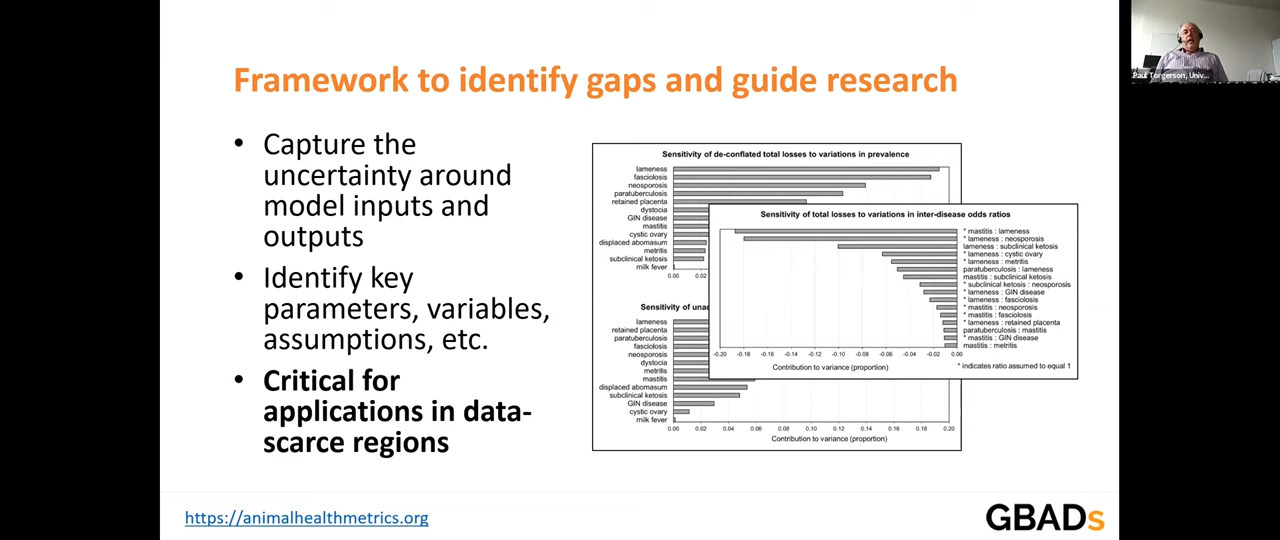 Framework to identify gaps and guide research
• Capture the
uncertainty around
model inputs and
outputs
• Identify key
parameters, variables,
assumptions, etc.
• Critical for
applications in data-
scarce regions
Sensitivity of de-conflated total losses to variations in prevalence
lameness
fasciolosis
neosporosis
paratuberculosis
retained placenta
dystocia
GIN disease
mastitis
cystic ovary
displaced abomasum
metritis
subclinical ketosis
milk fever
0.00 0.02
Sensitivity of total losses to variations in inter-disease odds ratios
* mastitis : lameness
* lameness : neosporosis
lameness : subclinical ketosis
* lameness : cystic ovary
* lameness : metritis
paratuberculosis : lameness
mastitis : subclinical ketosis
* subclinical ketosis : neosporosis
* lameness : GIN disease
* lameness : fasciolosis
* mastitis : neosporosis
* mastitis : fasciolosis
* lameness : retained placenta
paratuberculosis : mastitis
* mastitis : GIN disease
mastitis : metritis
-0.20 -0.18 -0.16 -0.14 -0.12 -0.10 -0.08 -0.06 -0.04 -0.02 0.00
Contribution to variance (proportion)
* indicates ratio assumed to equal 1
Sensitivity of
lameness
retained placenta
paratuberculosis
fasciolosis
neosporosis
dystocia
metritis
mastitis
displaced abomasum
subclinical ketosis
GIN disease
cystic ovary
milk fever
0.00 0.02 0.04 0.06 0.08 0.10 0.12 0.14 0.16 0.18 0.20
Contribution to variance (proportion)
https://animalhealthmetrics.org
GBADs
Paul Torgerson, Univ...